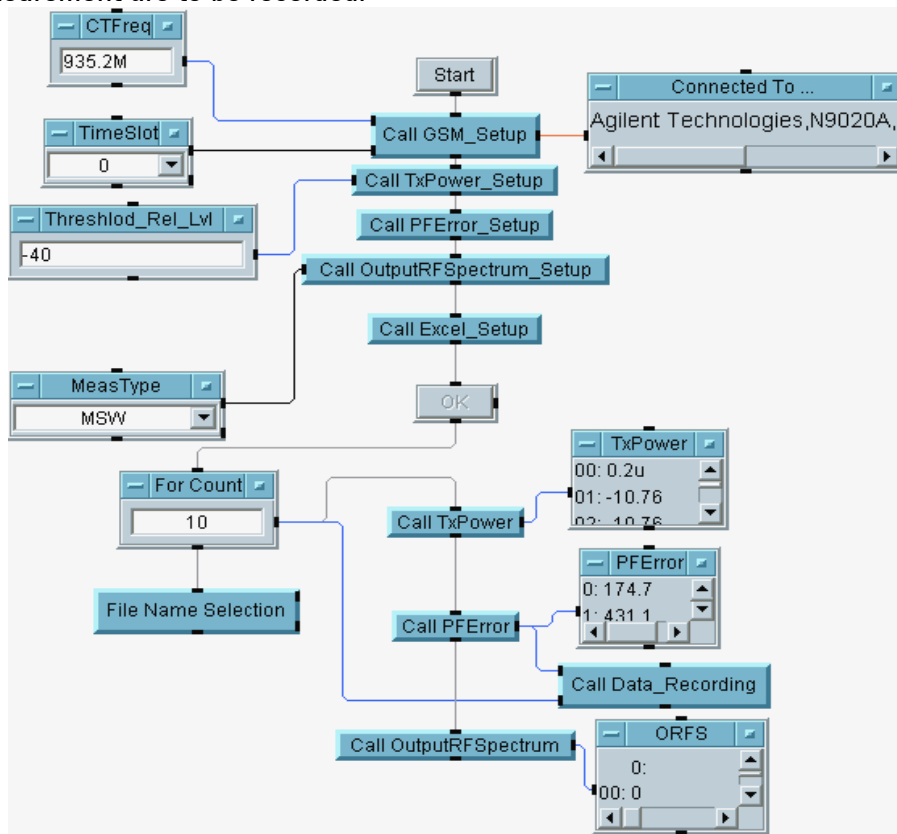 CTFreq
935.2M
Start
Connected To ...
Agilent Technologies,N9020A,
TimeSlot
0
Call GSM_Setup
Call TxPower_Setup
Threshlod_Rel_Lvl
-40
Call PFError_Setup
Call OutputRFSpectrum_Setup
Call Excel_Setup
MeasType
MSW
OK
For Count
10
TxPower
00: 0.2u
01: -10.76
02: -10.76
Call TxPower
File Name Selection
PFError
0: 174.7
1: 431.1
Call PFError
Call Data_Recording
Call OutputRFSpectrum
ORFS
0:
00: 0